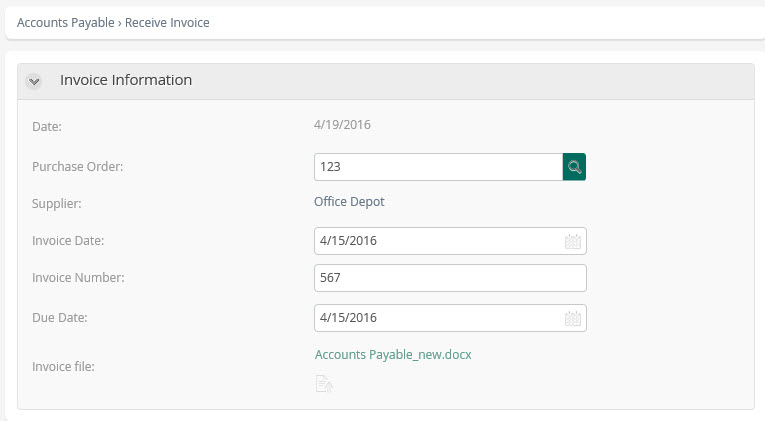 Accounts Payable › Receive Invoice
Invoice Information
Date: 4/19/2016
Purchase Order: 123
Supplier: Office Depot
Invoice Date: 4/15/2016
Invoice Number: 567
Due Date: 4/15/2016
Invoice file: Accounts Payable_new.docx